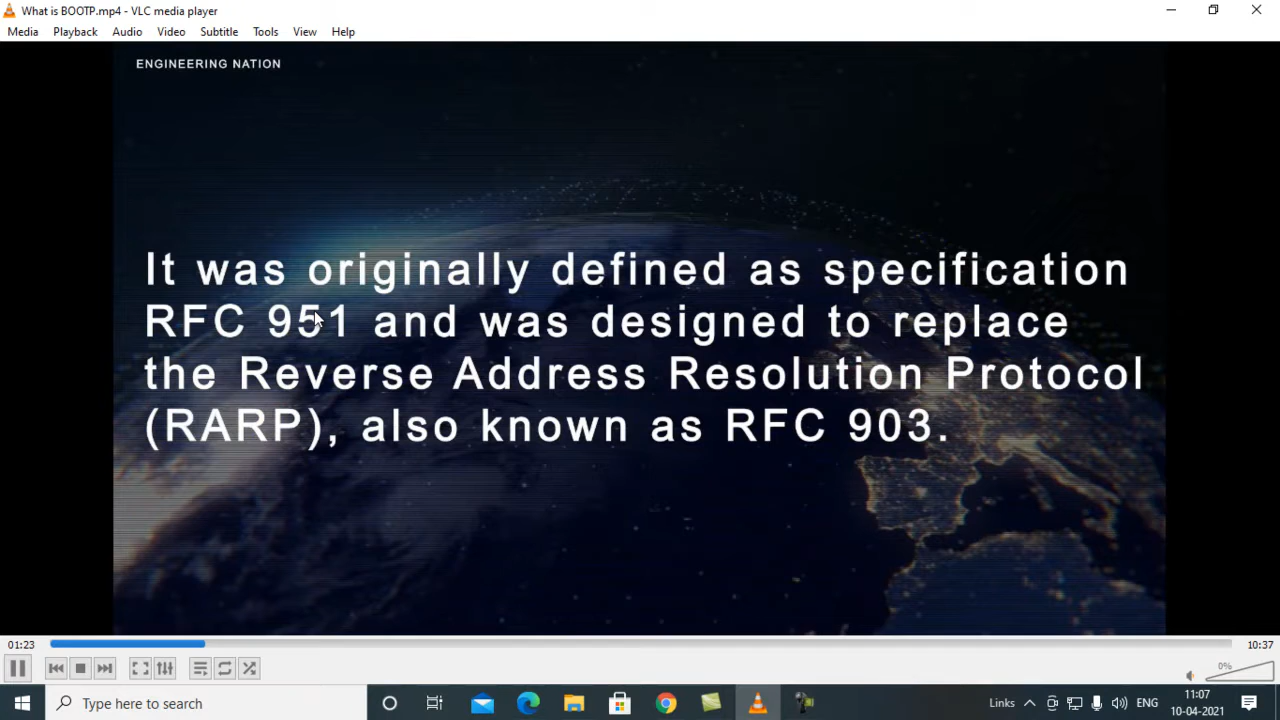 What is BOOTP.mp4 - VLC media player
Media Playback Audio Video Subtitle Tools View Help
ENGINEERING NATION
It was originally defined as specification
RFC 951 and was designed to replace
the Reverse Address Resolution Protocol
(RARP), also known as RFC 903.
01:23 10:37
0%
Type here to search
Links ENG
11:07
10-04-2021